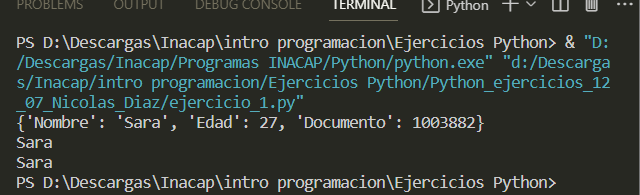 PROBLEMS OUTPUT DEBUG CONSOLE TERMINAL Python
PS D:\Descargas\Inacap\intro programacion\Ejercicios Python> & "D:
/Descargas/Inacap/Programas INACAP/Python/python.exe" "d:/Descarga
s/Inacap/intro programacion/Ejercicios Python/Python_ejercicios_12
_07_Nicolas_Diaz/ejercicio_1.py"
{'Nombre': 'Sara', 'Edad': 27, 'Documento': 1003882}
Sara
Sara
PS D:\Descargas\Inacap\intro programacion\Ejercicios Python>